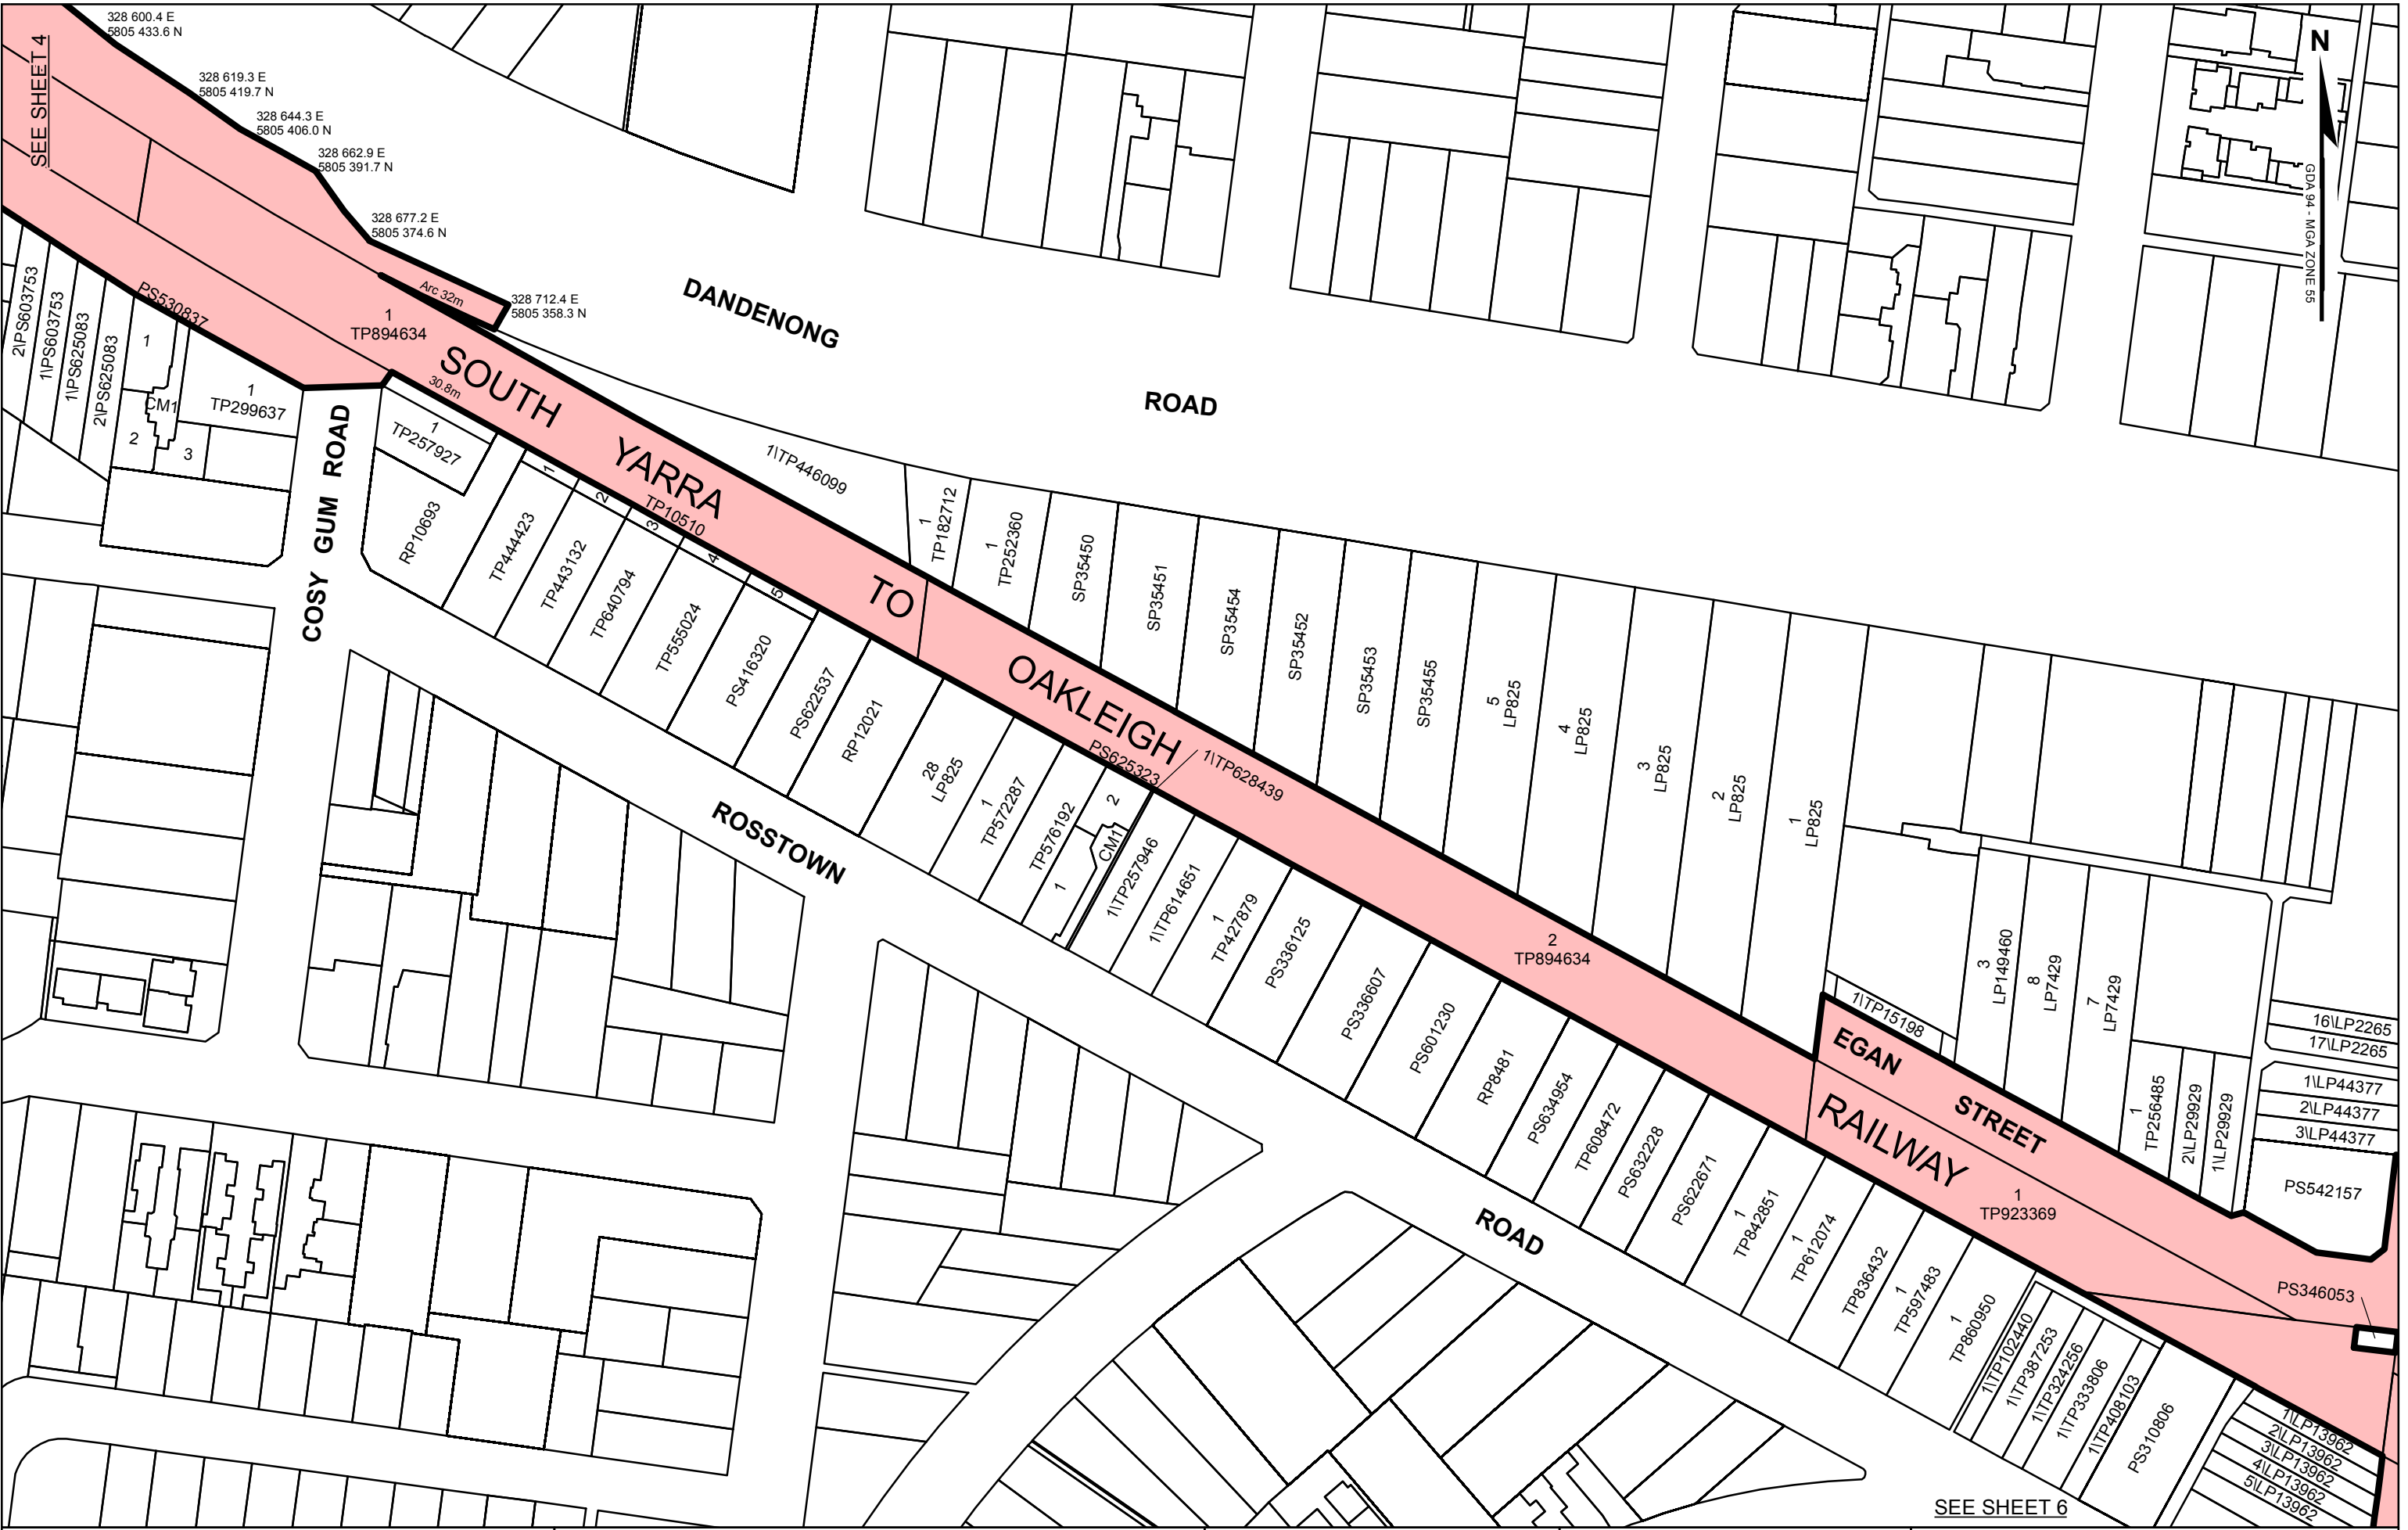 SEE SHEET 4
328 600.4 E
5805 433.6 N
328 619.3 E
5805 419.7 N
328 644.3 E
5805 406.0 N
328 662.9 E
5805 391.7 N
328 677.2 E
5805 374.6 N
328 712.4 E
5805 358.3 N
Arc 32m
N
GDA 94 - MGA ZONE 55
DANDENONG
ROAD
2\PS603753
1\PS603753
1\PS625083
2\PS625083
PS530837
1
CM1
2
3
1
TP299637
1
TP894634
30.8m
SOUTH
YARRA
TO
OAKLEIGH
RAILWAY
COSY GUM ROAD
1
TP257927
RP10693
TP444423
TP443132
TP640794
TP555024
PS416320
1
2
3
4
5
TP10510
PS622537
RP12021
28
LP825
1
TP572287
TP576192
2
CM1
1
PS625323
1\TP628439
1\TP446099
1
TP182712
1
TP252360
SP35450
SP35451
SP35454
SP35452
SP35453
SP35455
5
LP825
4
LP825
3
LP825
2
LP825
1
LP825
1\TP257946
1\TP614651
1
TP427879
PS336125
PS336607
PS601230
RP8481
PS634954
TP608472
PS632228
PS622671
1
TP842851
1
TP612074
TP836432
1
TP597483
1
TP860950
1\TP102440
1\TP387253
1\TP324256
1\TP333806
1\TP408103
PS310806
2
TP894634
ROSSTOWN
ROAD
EGAN
STREET
1\TP15198
3
LP149460
8
LP7429
7
LP7429
1
TP256485
2\LP29929
1\LP29929
16\LP2265
17\LP2265
1\LP44377
2\LP44377
3\LP44377
PS542157
1
TP923369
PS346053
1\LP13962
2\LP13962
3\LP13962
4\LP13962
5\LP13962
SEE SHEET 6